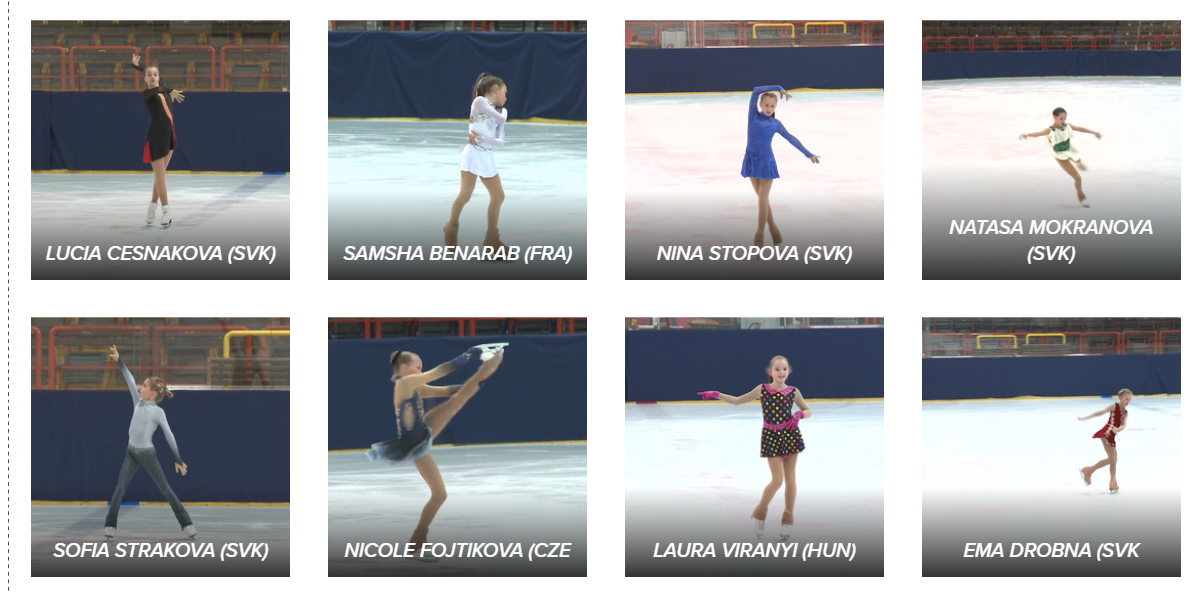 LUCIA CESNAKOVA (SVK)
SAMSHA BENARAB (FRA)
NINA STOPOVA (SVK)
NATASA MOKRANOVA
(SVK)
SOFIA STRAKOVA (SVK)
NICOLE FOJTIKOVA (CZE
LAURA VIRANYI (HUN)
EMA DROBNA (SVK